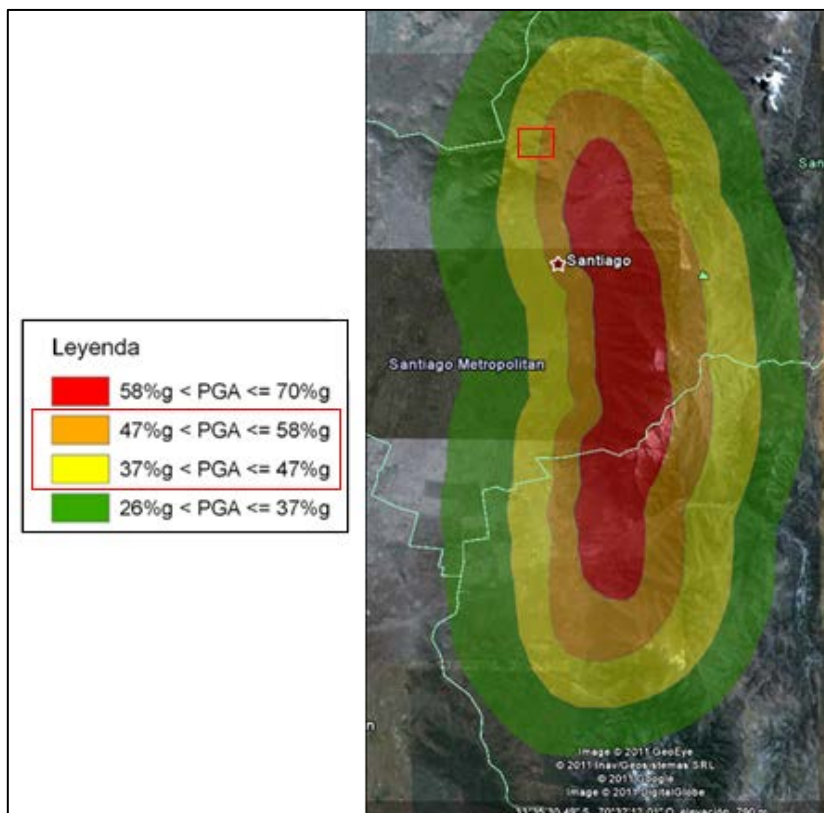 Leyenda
58%g < PGA <= 70%g
47%g < PGA <= 58%g
37%g < PGA <= 47%g
26%g < PGA <= 37%g
San
Santiago
Santiago Metropolitan
n
Image © 2011 GeoEye
© 2011 Inav/Geosistemas SRL
© 2011 Google
Image © 2011 DigitalGlobe